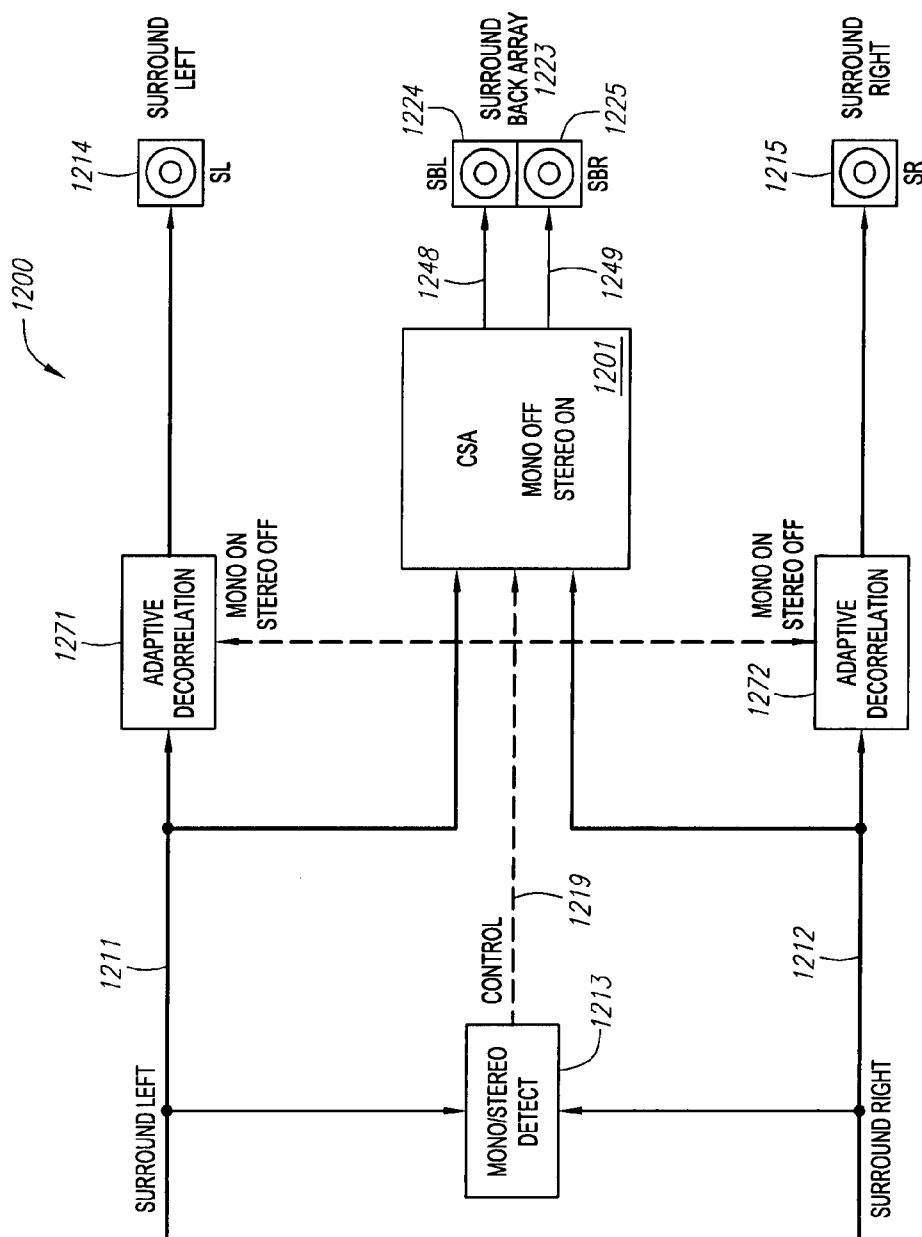 1200
SURROUND LEFT
1211
1271
ADAPTIVE
DECORRELATION
MONO ON
STEREO OFF
1214
SL
SURROUND
LEFT
MONO/STEREO
DETECT
1213
CONTROL
1219
CSA
MONO OFF
STEREO ON
1201
1248
1249
SBL
1224
SBR
1225
SURROUND
BACK ARRAY
1223
SURROUND RIGHT
1212
1272
ADAPTIVE
DECORRELATION
MONO ON
STEREO OFF
1215
SR
SURROUND
RIGHT